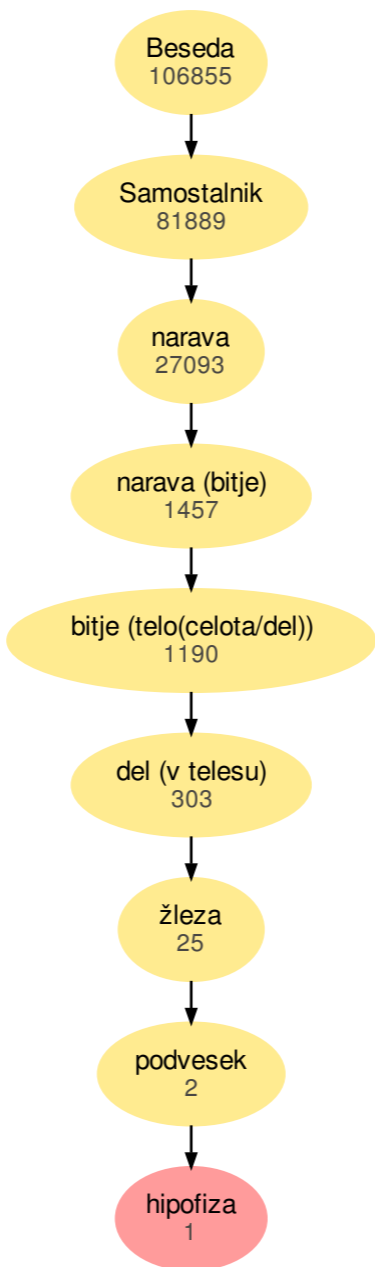 Beseda
106855
Samostalnik
81889
narava
27093
narava (bitje)
1457
bitje (telo(celota/del))
1190
del (v telesu)
303
žleza
25
podvesek
2
hipofiza
1